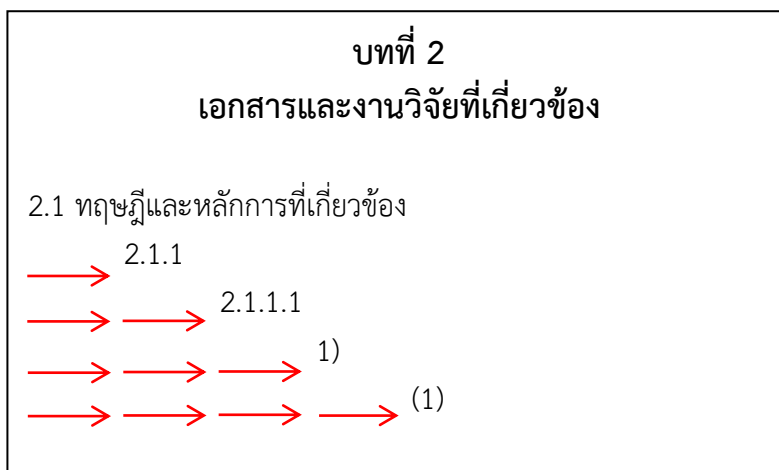 บทที่ 2
เอกสารและงานวิจัยที่เกี่ยวข้อง
2.1 ทฤษฎีและหลักการที่เกี่ยวข้อง
2.1.1
2.1.1.1
1)
(1)